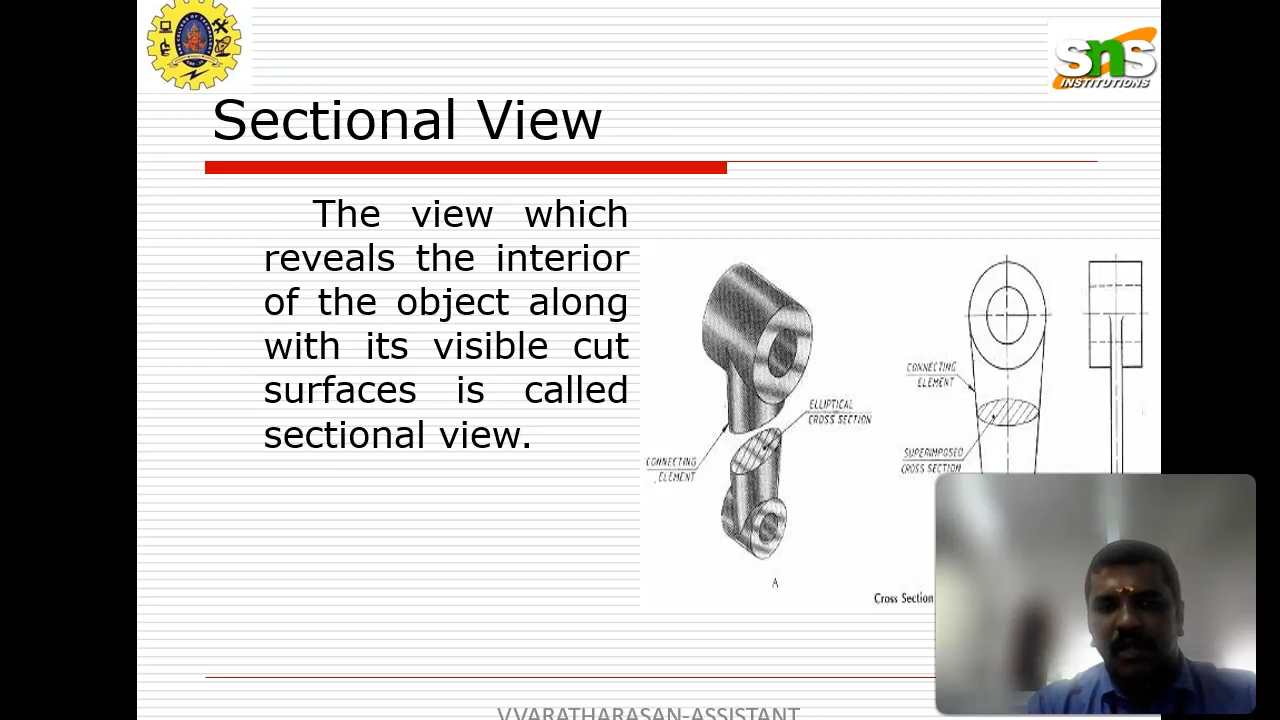 SNS
INSTITUTIONS
Sectional View
The view which
reveals the interior
of the object along
with its visible cut
surfaces is called
sectional view.
ELLIPTICAL
CROSS SECTION
CONNECTING
ELEMENT
A
CONNECTING
ELEMENT
SUPERIMPOSED
CROSS SECTION
Cross Section
V.VARATHARASAN-ASSISTANT